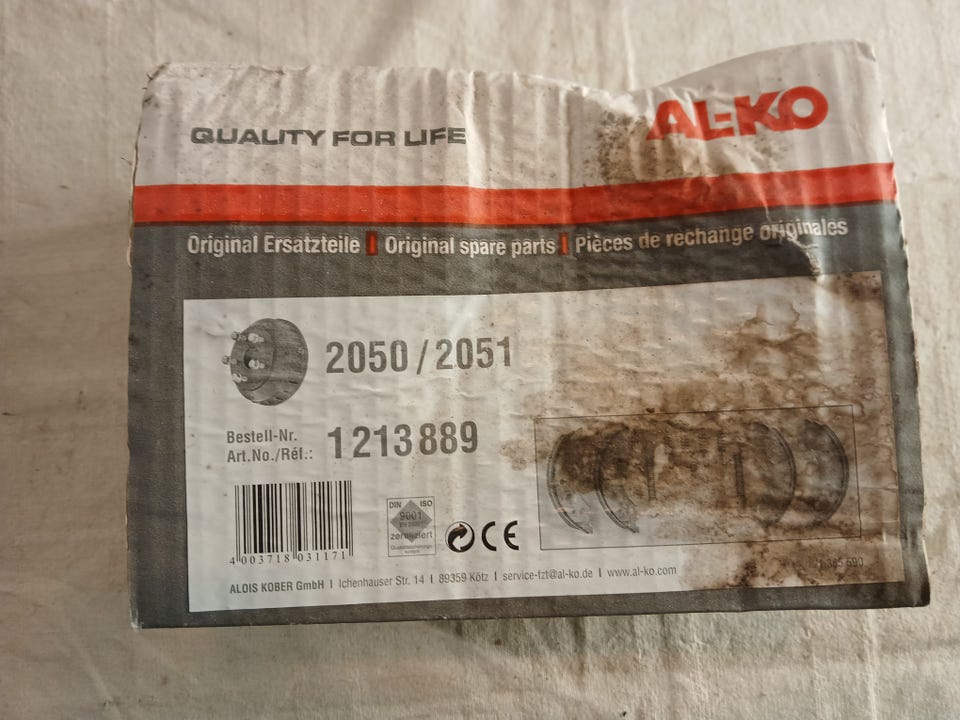 QUALITY FOR LIFE
AL-KO
Original Ersatzteile | Original spare parts | Pièces de rechange originales
2050 / 2051
Bestell-Nr.
Art.No./Réf.: 1213889
DIN ISO
9001
zertifiziert
CE
4 003718 031171
ALOIS KOBER GmbH | Ichenhauser Str. 14 | 89359 Kötz | service-fzt@al-ko.de | www.al-ko.com